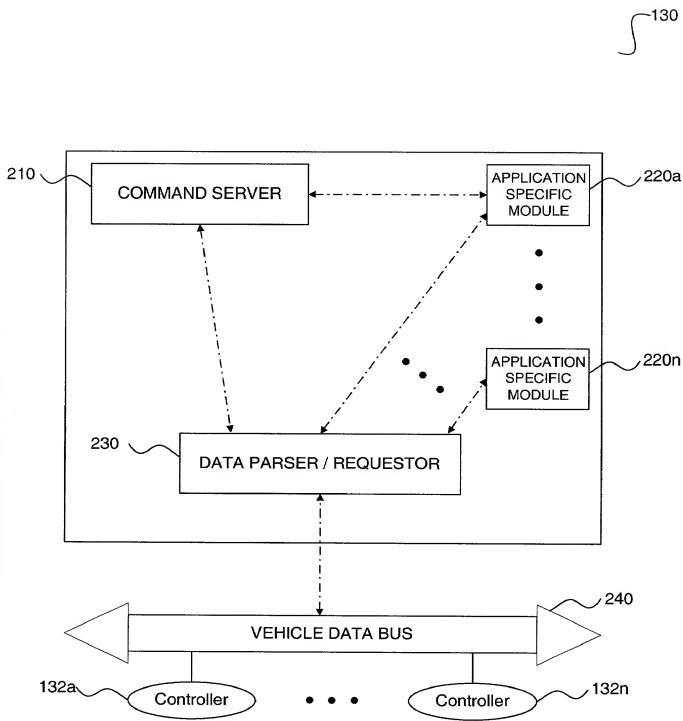 130
210
COMMAND SERVER
APPLICATION
SPECIFIC
MODULE
220a
APPLICATION
SPECIFIC
MODULE
220n
230
DATA PARSER / REQUESTOR
240
VEHICLE DATA BUS
132a
Controller
Controller
132n